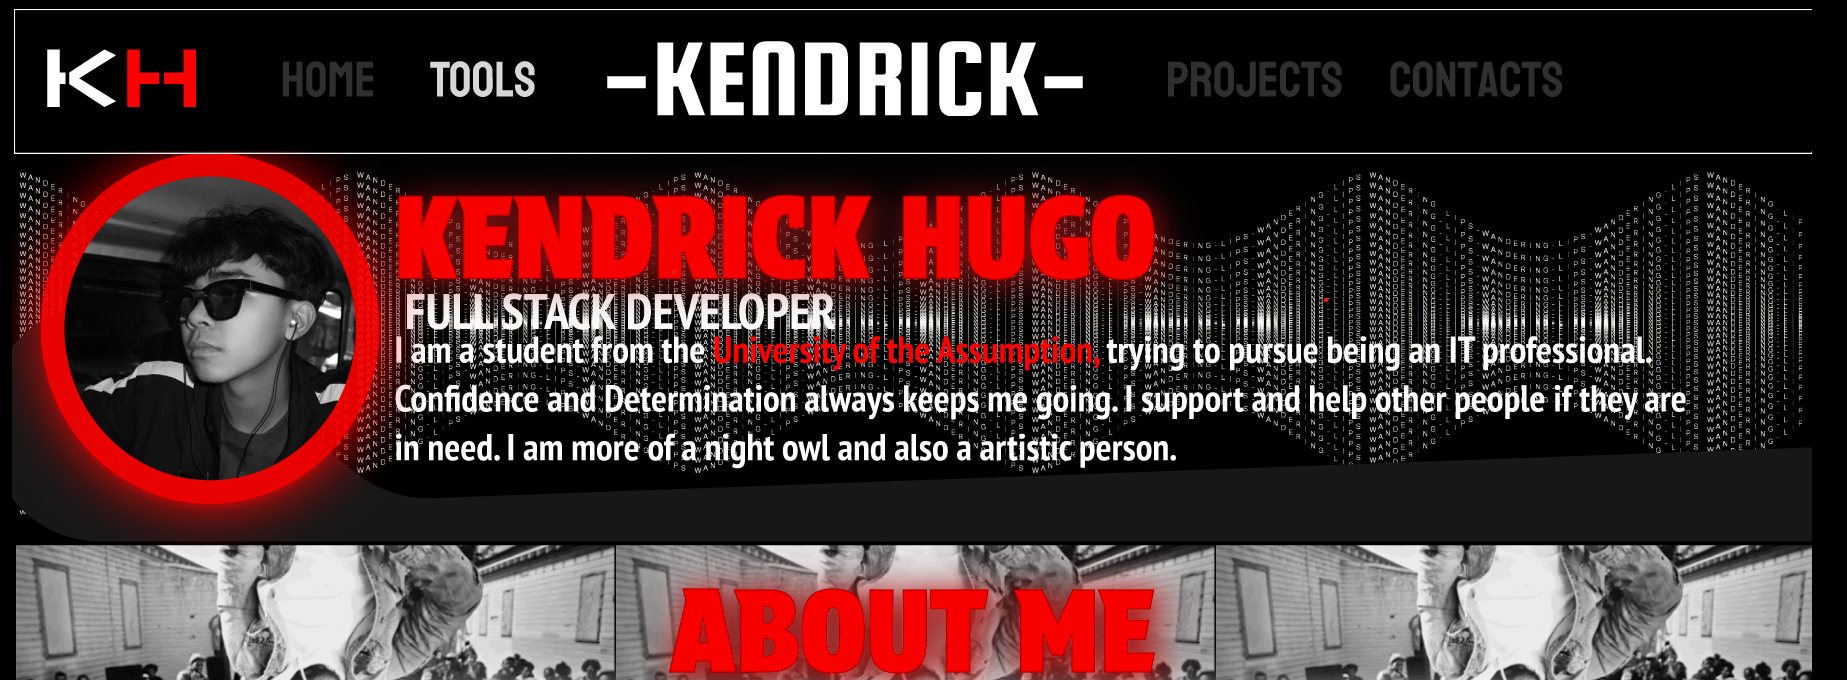 KH HOME TOOLS -KENDRICK- PROJECTS CONTACTS
KENDRICK HUGO
FULL STACK DEVELOPER
I am a student from the University of the Assumption, trying to pursue being an IT professional.
Confidence and Determination always keeps me going. I support and help other people if they are
in need. I am more of a night owl and also a artistic person.
ABOUT ME